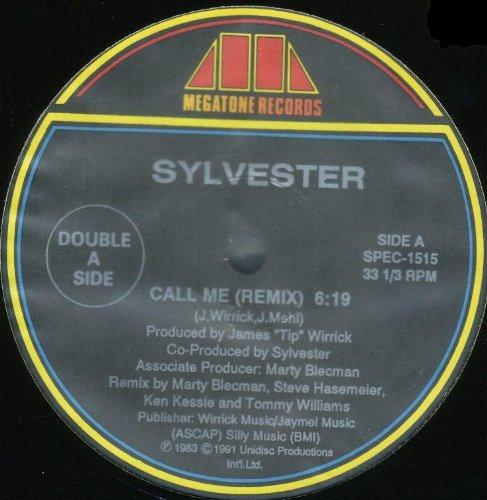 MEGATONE RECORDS
SYLVESTER
DOUBLE
A
SIDE
SIDE A
SPEC-1515
33 1/3 RPM
CALL ME (REMIX) 6:19
(J.Wirrick,J.Mehl)
Produced by James "Tip" Wirrick
Co-Produced by Sylvester
Associate Producer: Marty Blecman
Remix by Marty Blecman, Steve Hasemeier,
Ken Kessie and Tommy Williams
Publisher: Wirrick Music/Jaymel Music
(ASCAP) Silly Music (BMI)
℗ 1983 © 1991 Unidisc Productions
Int'l.Ltd.